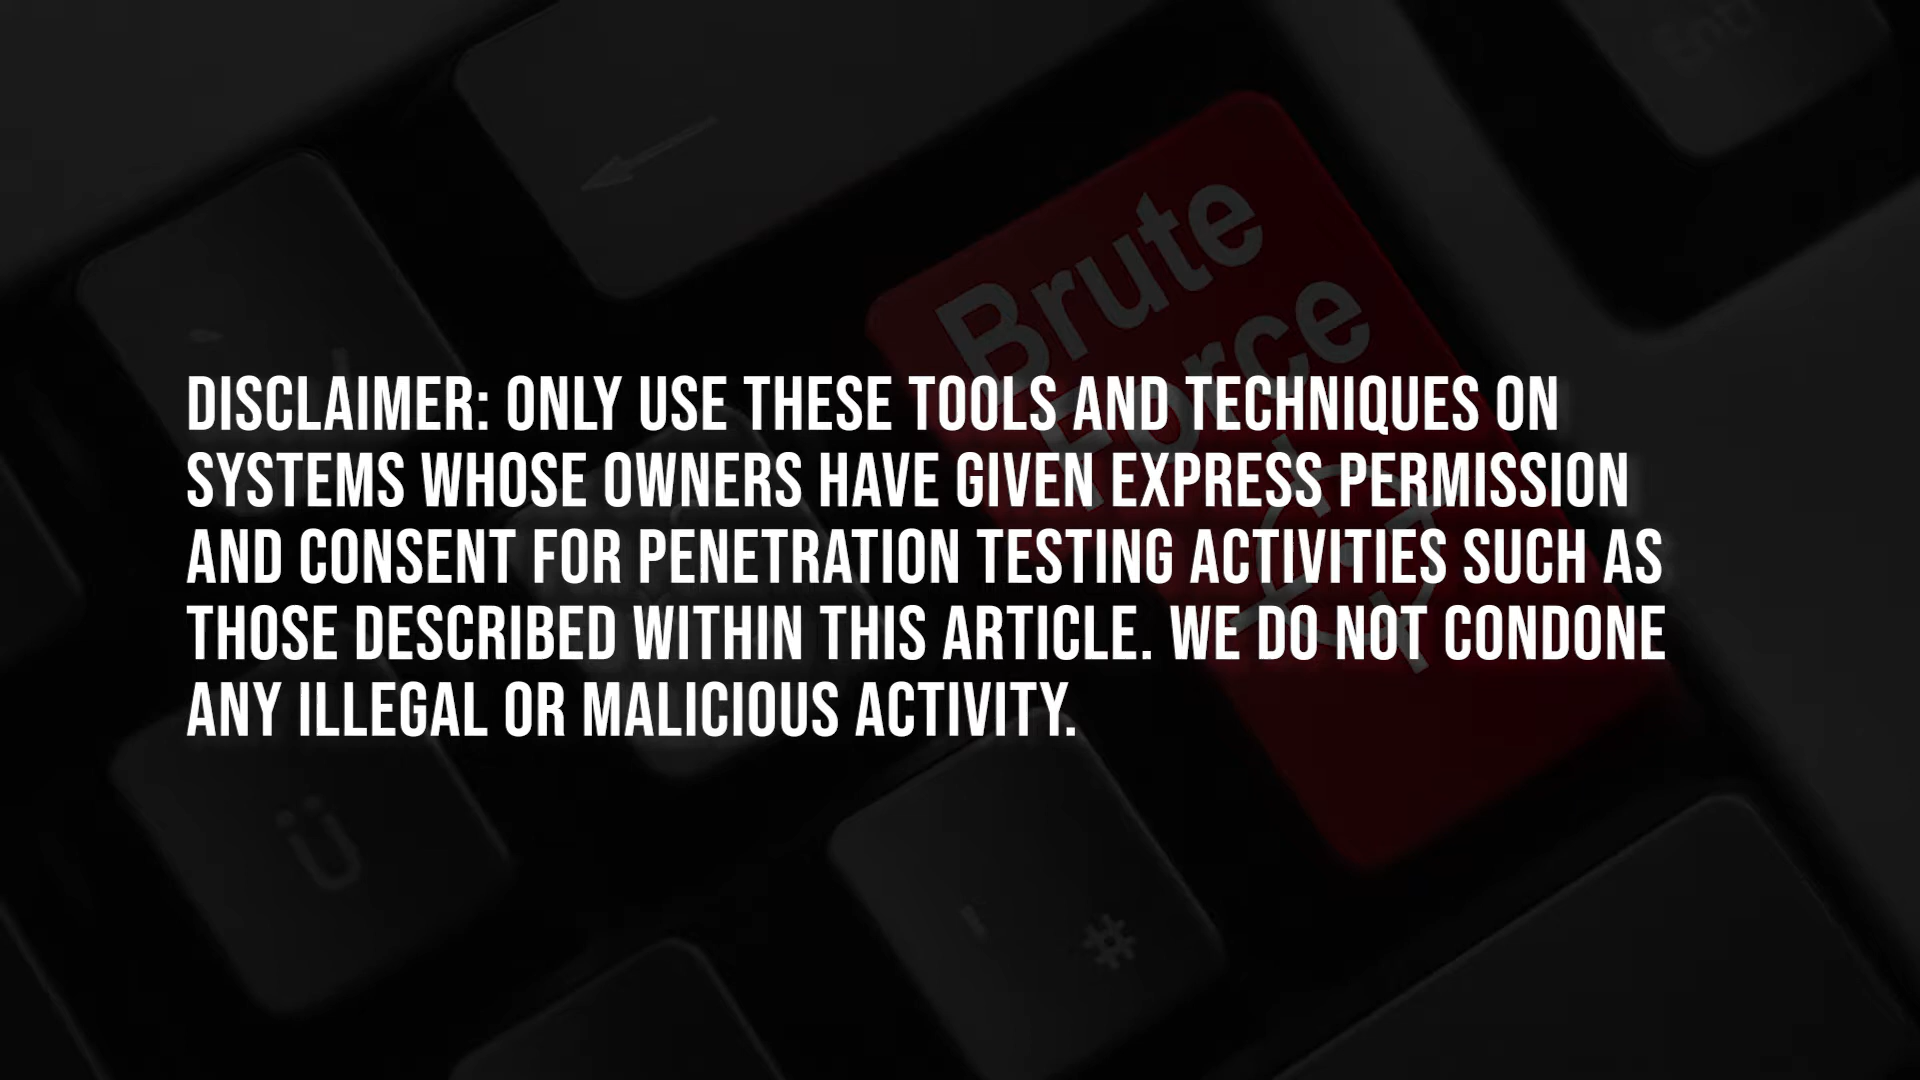 Entf
Brute
Force
DISCLAIMER: ONLY USE THESE TOOLS AND TECHNIQUES ON
SYSTEMS WHOSE OWNERS HAVE GIVEN EXPRESS PERMISSION
AND CONSENT FOR PENETRATION TESTING ACTIVITIES SUCH AS
THOSE DESCRIBED WITHIN THIS ARTICLE. WE DO NOT CONDONE
ANY ILLEGAL OR MALICIOUS ACTIVITY.
Ü
' #